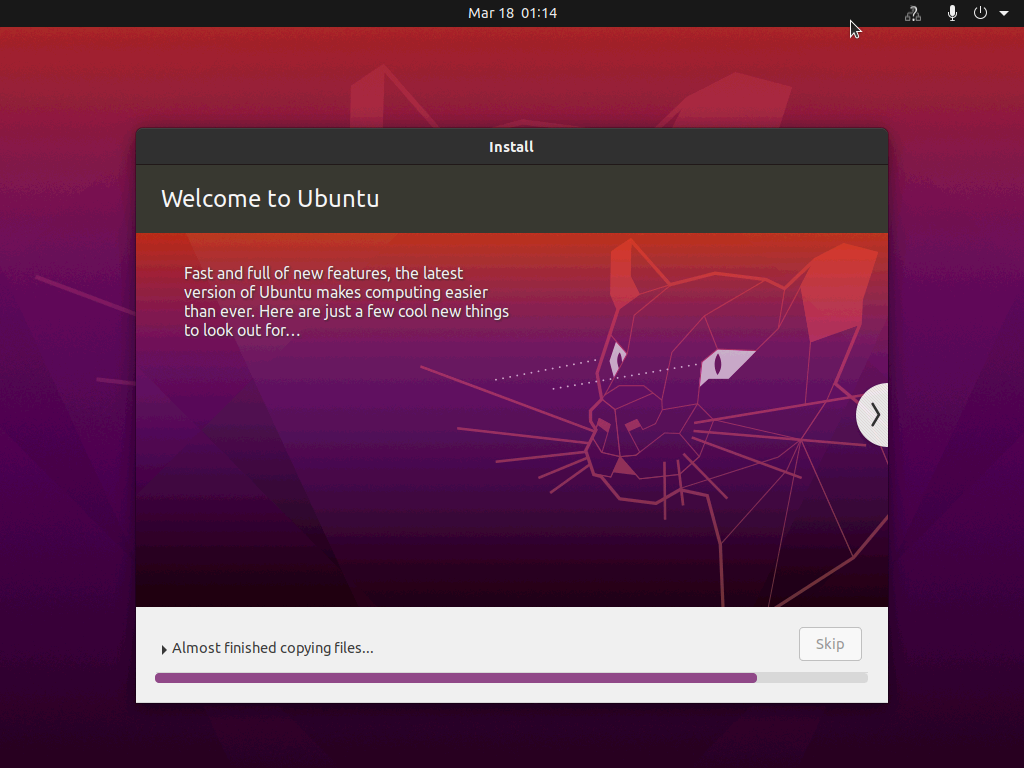 Mar 18 01:14
Install
Welcome to Ubuntu
Fast and full of new features, the latest
version of Ubuntu makes computing easier
than ever. Here are just a few cool new things
to look out for…
Almost finished copying files...
Skip